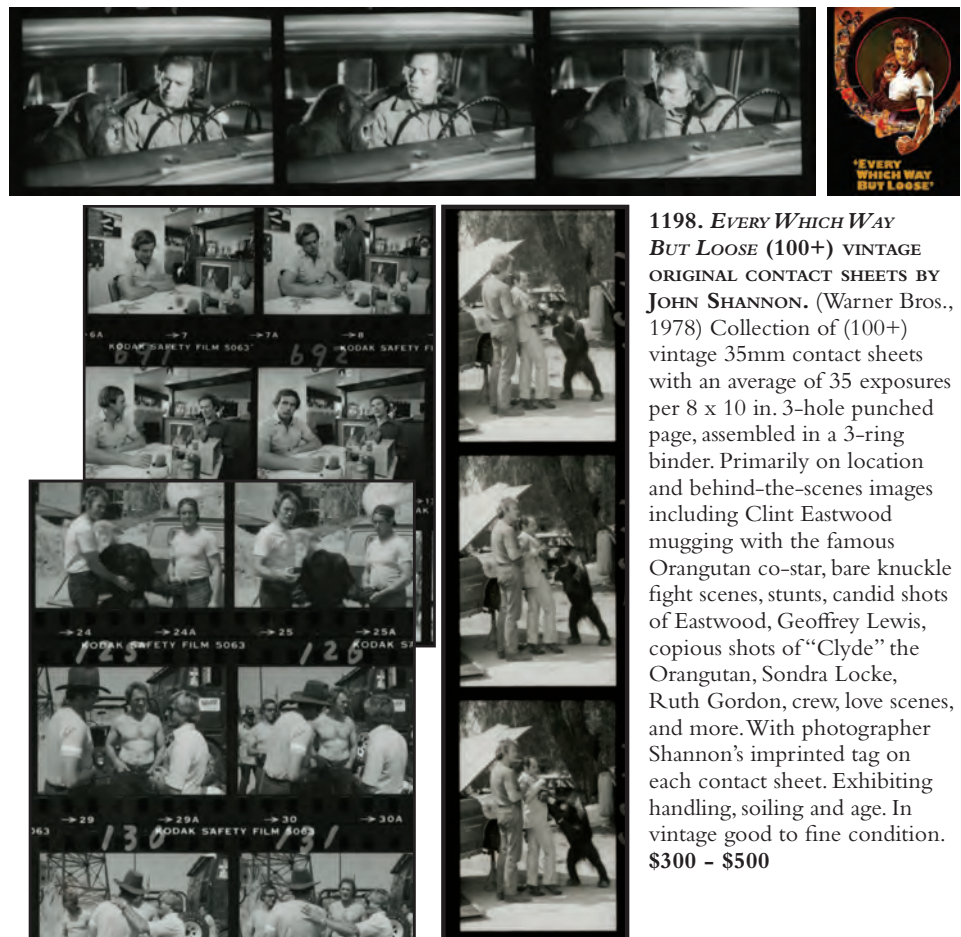 "EVERY
WHICH WAY
BUT LOOSE"
6A →7 →7A →8
KODAK SAFETY FILM 5063 KODAK SAFETY FI
691 692
→24 →24A →25 →25A
KODAK SAFETY FILM 5063 KODAK S
125 126
→29 →29A →30 →30A
063 KODAK SAFETY FILM 5063
130 131
1198. EVERY WHICH WAY
BUT LOOSE (100+) VINTAGE
ORIGINAL CONTACT SHEETS BY
JOHN SHANNON. (Warner Bros.,
1978) Collection of (100+)
vintage 35mm contact sheets
with an average of 35 exposures
per 8 x 10 in. 3-hole punched
page, assembled in a 3-ring
binder. Primarily on location
and behind-the-scenes images
including Clint Eastwood
mugging with the famous
Orangutan co-star, bare knuckle
fight scenes, stunts, candid shots
of Eastwood, Geoffrey Lewis,
copious shots of "Clyde" the
Orangutan, Sondra Locke,
Ruth Gordon, crew, love scenes,
and more. With photographer
Shannon's imprinted tag on
each contact sheet. Exhibiting
handling, soiling and age. In
vintage good to fine condition.
$300 - $500